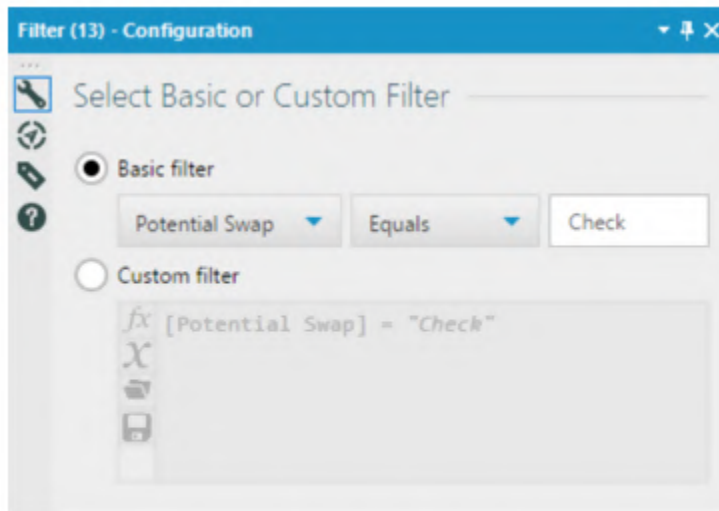 Filter (13) - Configuration
Select Basic or Custom Filter
Basic filter
Potential Swap Equals Check
Custom filter
fx [Potential Swap] = "Check"
X